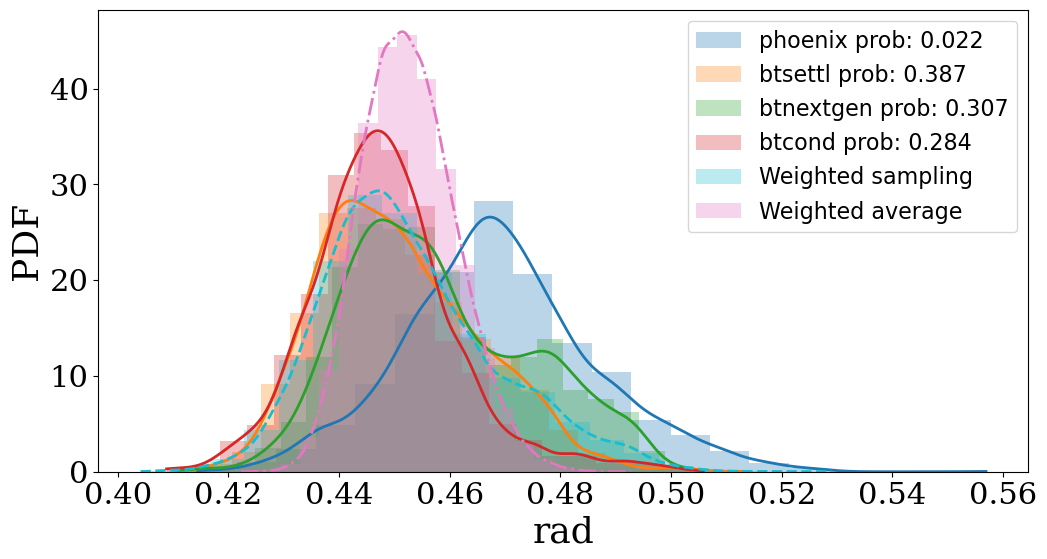 PDF
40
30
20
10
0
phoenix prob: 0.022
btsettl prob: 0.387
btnextgen prob: 0.307
btcond prob: 0.284
Weighted sampling
Weighted average
0.40 0.42 0.44 0.46 0.48 0.50 0.52 0.54 0.56
rad